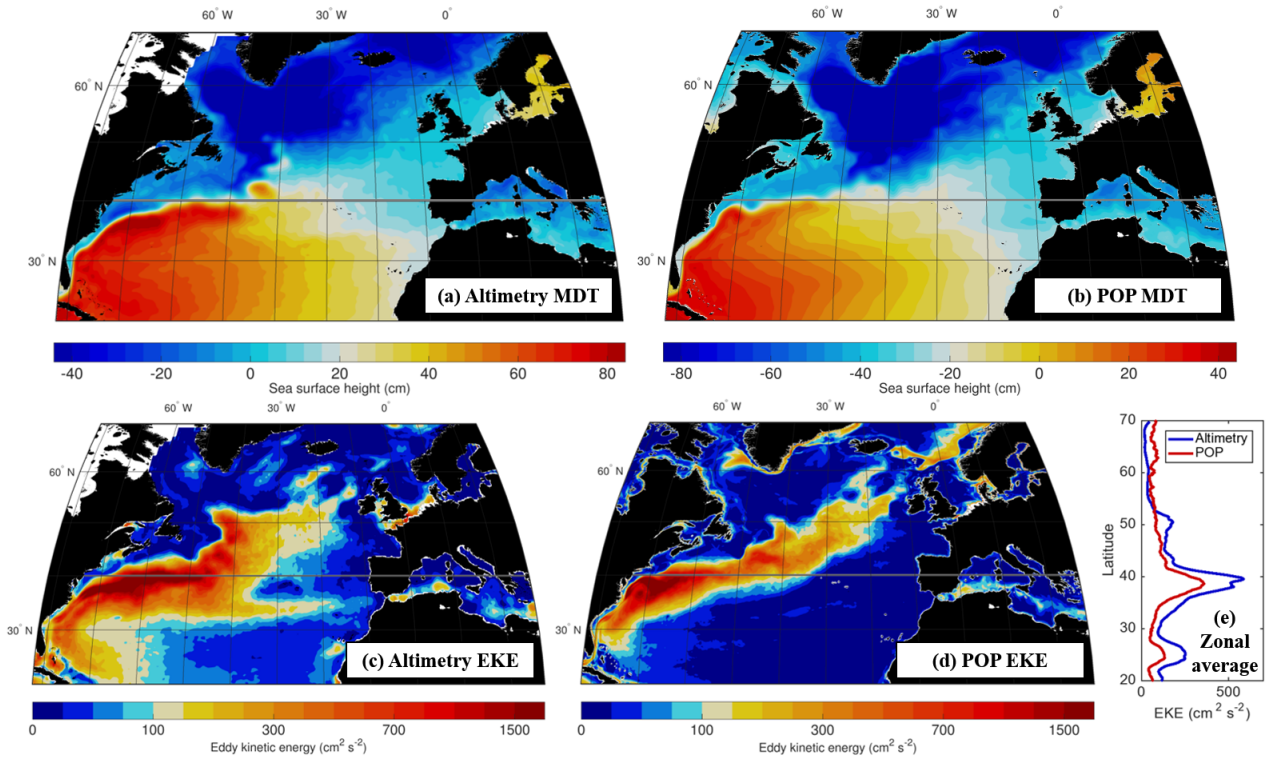 60° W 30° W 0°
60° W 30° W 0°
60° N
60° N
30° N
30° N
(a) Altimetry MDT
(b) POP MDT
-40 -20 0 20 40 60 80
Sea surface height (cm)
-80 -60 -40 -20 0 20 40
Sea surface height (cm)
60° W 30° W 0°
60° W 30° W 0°
60° N
60° N
30° N
30° N
(c) Altimetry EKE
(d) POP EKE
0 100 300 700 1500
Eddy kinetic energy (cm² s⁻²)
0 100 300 700 1500
Eddy kinetic energy (cm² s⁻²)
70
60
50
40
30
20
Latitude
Altimetry
POP
(e)
Zonal
average
0 500
EKE (cm² s⁻²)